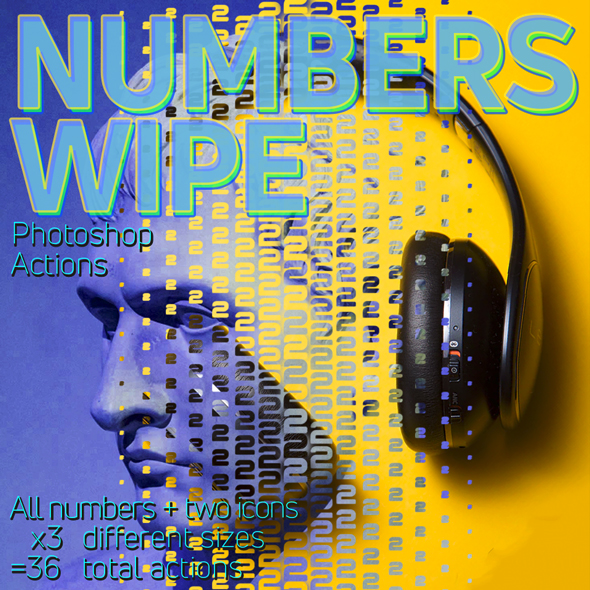 NUMBERS
WIPE
Photoshop
Actions
All numbers + two icons
x3 different sizes
=36 total actions